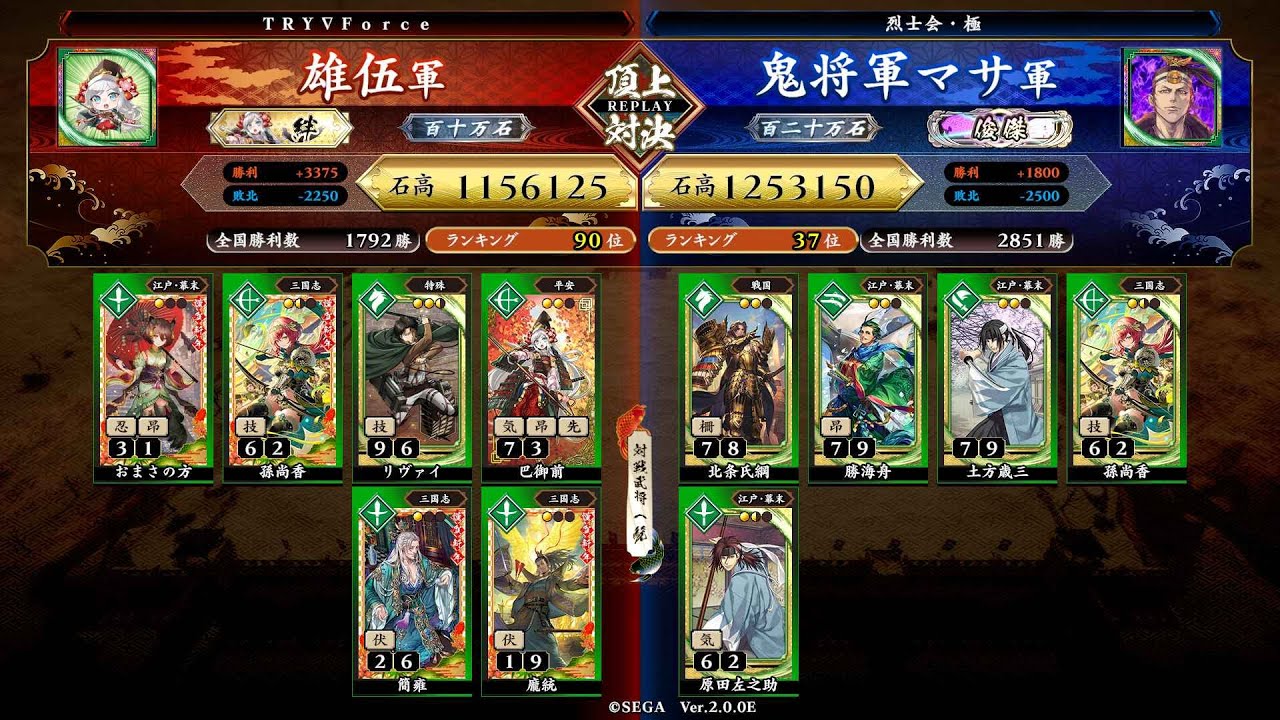 TRY∇Force
烈士会・極
雄伍軍
頂上
REPLAY
対決
鬼将軍マサ軍
絆
百十万石
百二十万石
俊傑
勝利 +3375
敗北 -2250
石高 1156125
石高 1253150
勝利 +1800
敗北 -2500
全国勝利数 1792勝
ランキング 90位
ランキング 37位
全国勝利数 2851勝
江戸・幕末
三国志
特殊
平安
戦国
江戸・幕末
江戸・幕末
三国志
忍 昂
技
技
気 昂 先
柵
昂
技
3 1
6 2
9 6
7 3
7 8
7 9
7 9
6 2
おまさの方
孫尚香
リヴァイ
巴御前
北条氏綱
勝海舟
土方歳三
孫尚香
対戦武将一覧
三国志
三国志
江戸・幕末
伏
伏
気
2 6
1 9
6 2
簡雍
龐統
原田左之助
©SEGA Ver.2.0.0E